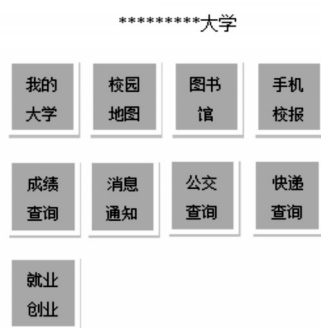 *********大学
我的 校园 图书 手机
大学 地图 馆 校报
成绩 消息 公交 快递
查询 通知 查询 查询
就业
创业